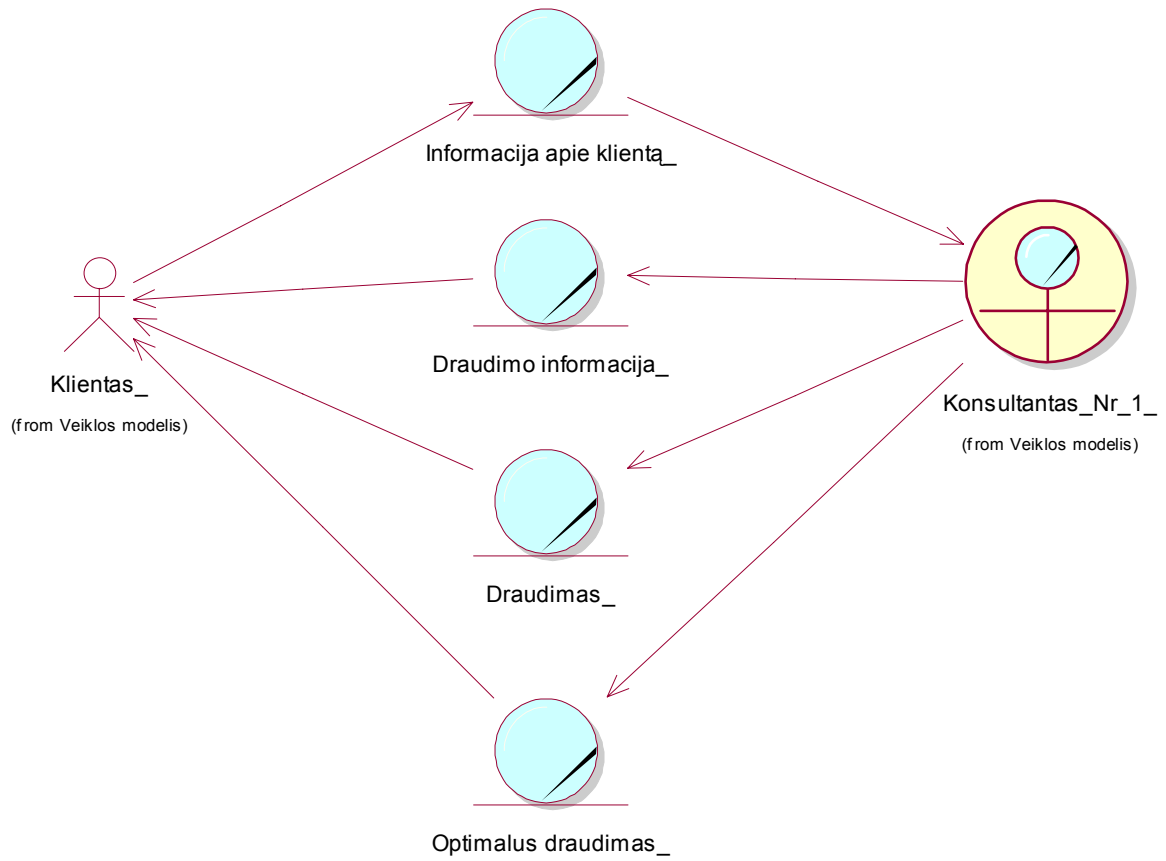 Informacija apie klientą_
Draudimo informacija_
Klientas_
(from Veiklos modelis)
Konsultantas_Nr_1_
(from Veiklos modelis)
Draudimas_
Optimalus draudimas_